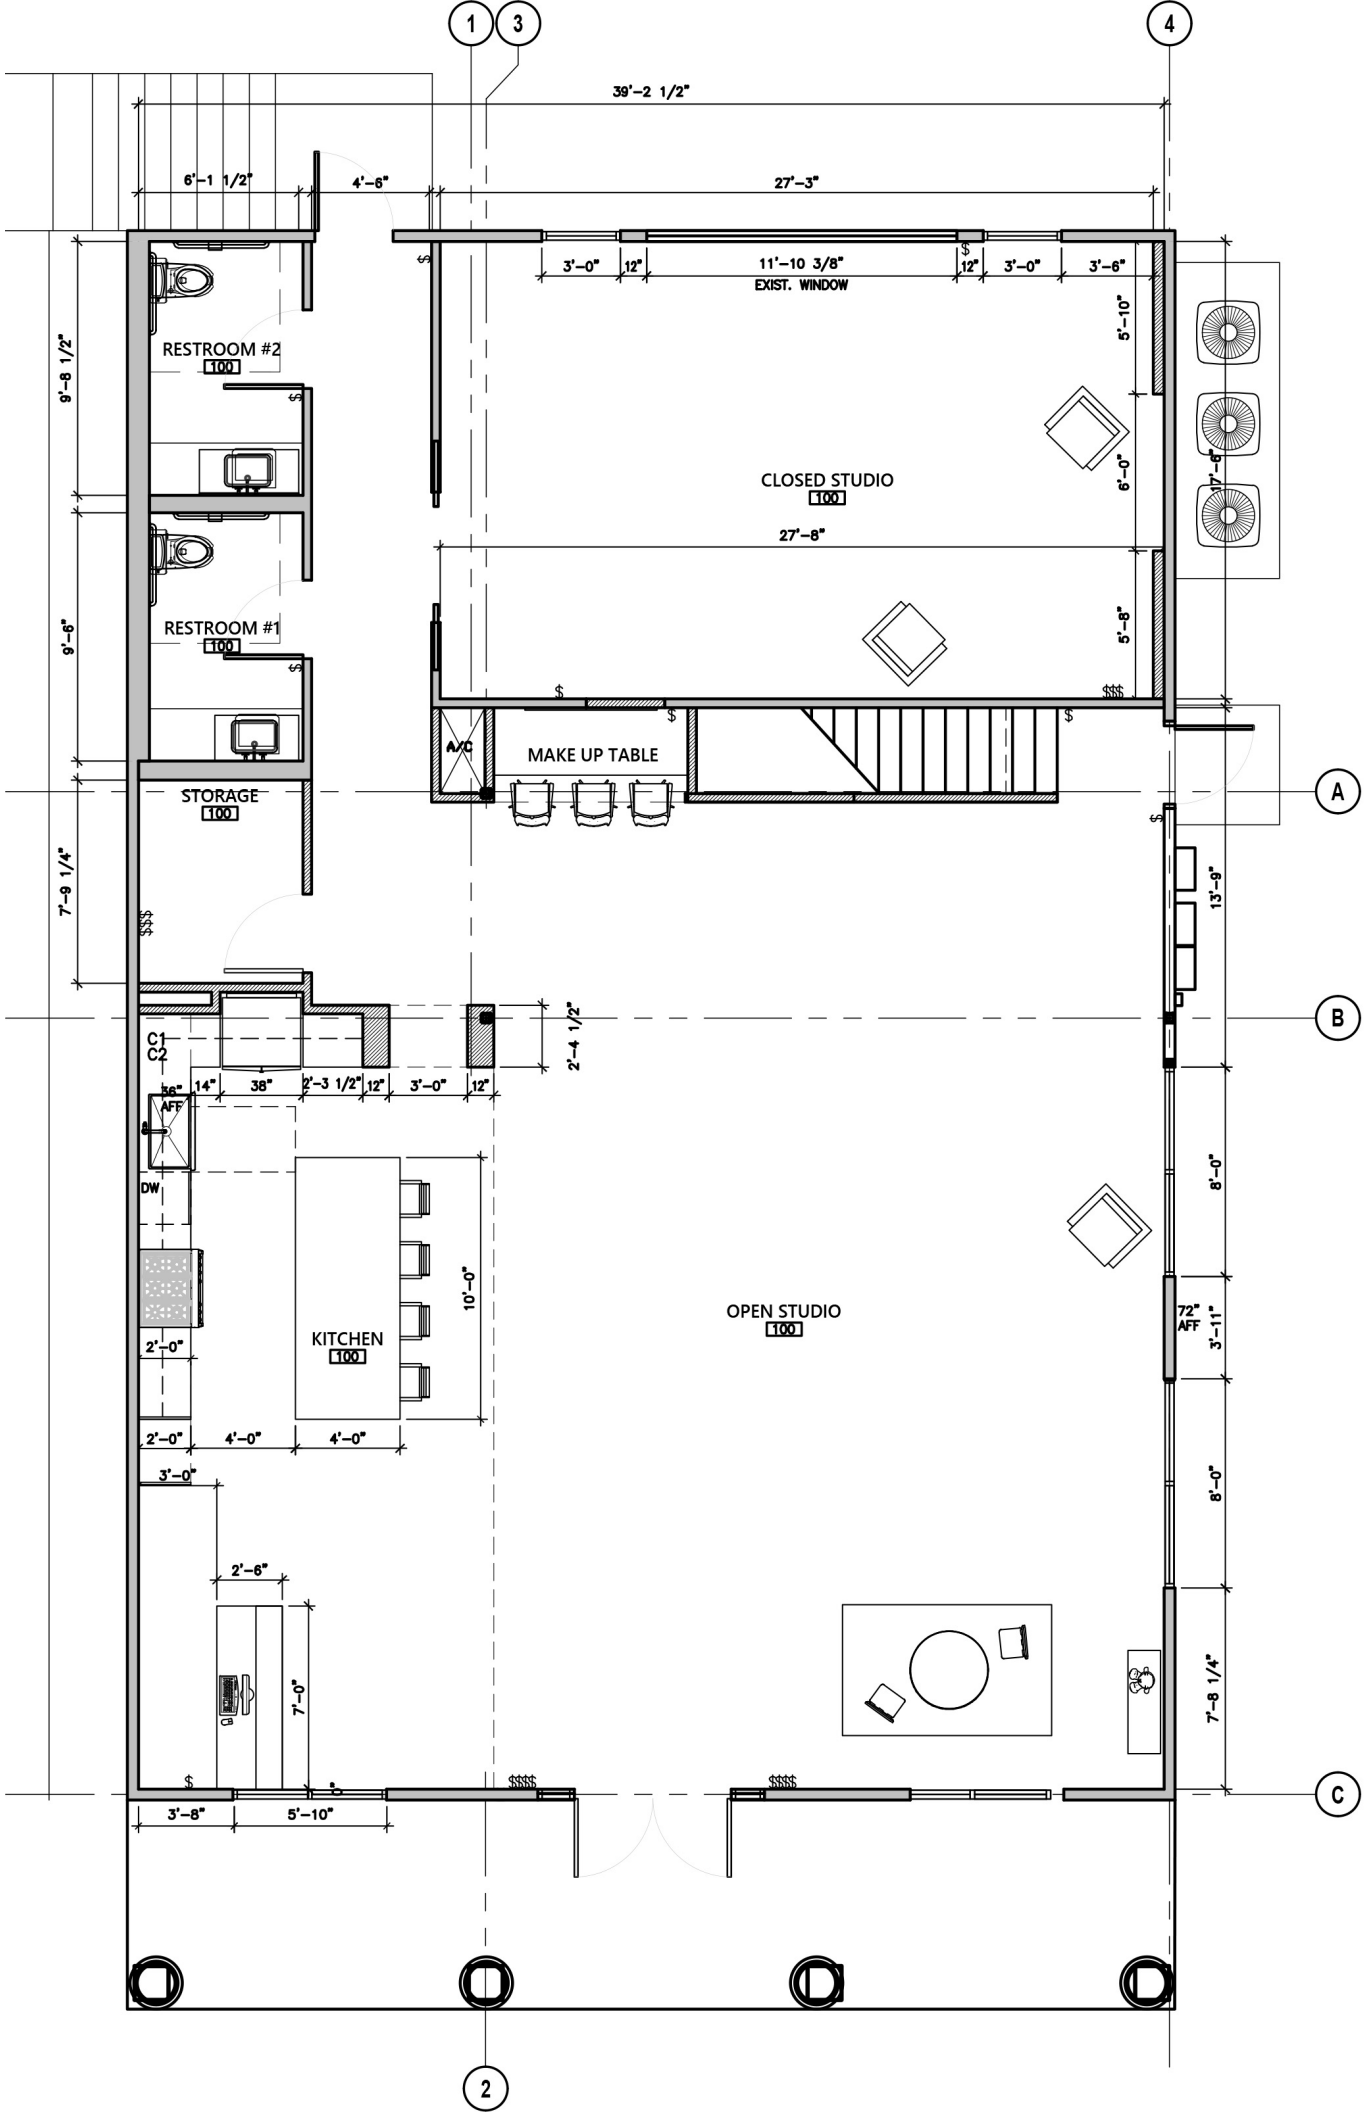 1 3 4
39'-2 1/2"
6'-1 1/2" 4'-6" 27'-3"
3'-0" 12" 11'-10 3/8" 12" 3'-0" 3'-6"
EXIST. WINDOW
$ $
5'-10"
9'-8 1/2"
RESTROOM #2
100
$
17'-6"
6'-0"
CLOSED STUDIO
100
27'-8"
9'-6"
RESTROOM #1
100
$
5'-8"
$ $$$
$ $
A/C
MAKE UP TABLE
A
STORAGE
100
$
7'-9 1/4"
13'-9"
$$$
B
C1
C2
2'-4 1/2"
36"
AFF
14" 38" 2'-3 1/2" 12" 3'-0" 12"
DW
8'-0"
10'-0"
OPEN STUDIO
100
72"
AFF
3'-11"
KITCHEN
100
2'-0"
2'-0" 4'-0" 4'-0"
3'-0"
8'-0"
2'-6"
7'-0"
7'-8 1/4"
$ $$$$ $$$$
C
3'-8" 5'-10"
2